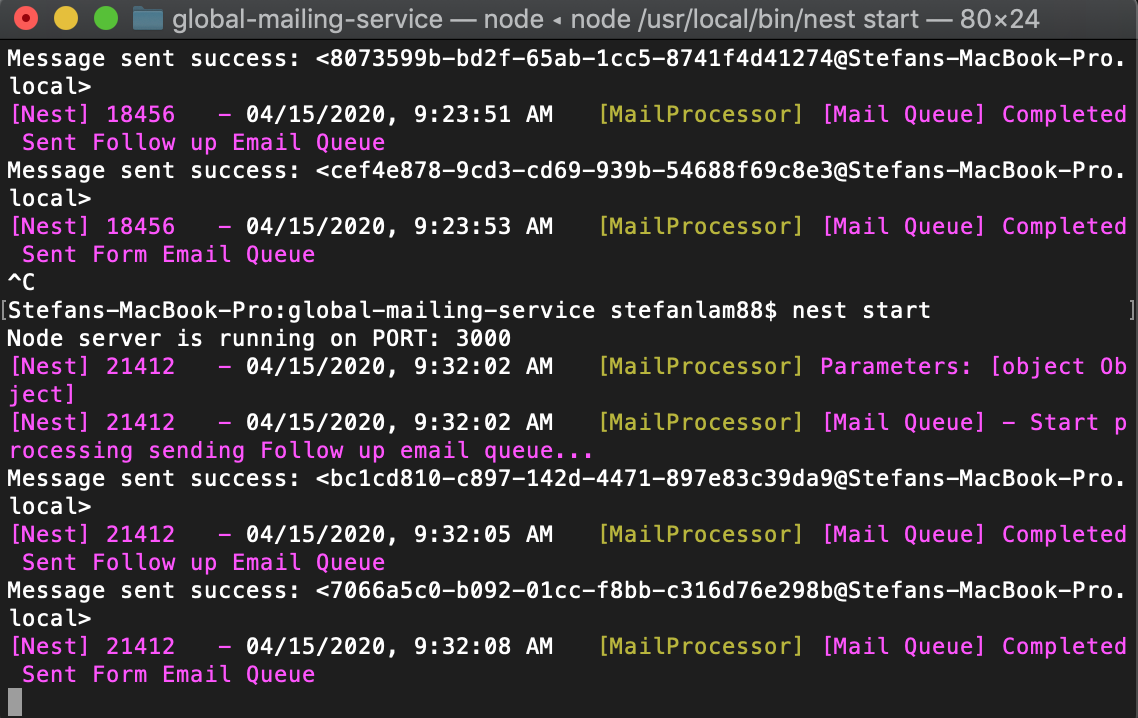 global-mailing-service — node ◂ node /usr/local/bin/nest start — 80×24
Message sent success: <8073599b-bd2f-65ab-1cc5-8741f4d41274@Stefans-MacBook-Pro.
local>
[Nest] 18456   - 04/15/2020, 9:23:51 AM   [MailProcessor] [Mail Queue] Completed
 Sent Follow up Email Queue
Message sent success: <cef4e878-9cd3-cd69-939b-54688f69c8e3@Stefans-MacBook-Pro.
local>
[Nest] 18456   - 04/15/2020, 9:23:53 AM   [MailProcessor] [Mail Queue] Completed
 Sent Form Email Queue
^C
[Stefans-MacBook-Pro:global-mailing-service stefanlam88$ nest start              ]
Node server is running on PORT: 3000
[Nest] 21412   - 04/15/2020, 9:32:02 AM   [MailProcessor] Parameters: [object Ob
ject]
[Nest] 21412   - 04/15/2020, 9:32:02 AM   [MailProcessor] [Mail Queue] - Start p
rocessing sending Follow up email queue...
Message sent success: <bc1cd810-c897-142d-4471-897e83c39da9@Stefans-MacBook-Pro.
local>
[Nest] 21412   - 04/15/2020, 9:32:05 AM   [MailProcessor] [Mail Queue] Completed
 Sent Follow up Email Queue
Message sent success: <7066a5c0-b092-01cc-f8bb-c316d76e298b@Stefans-MacBook-Pro.
local>
[Nest] 21412   - 04/15/2020, 9:32:08 AM   [MailProcessor] [Mail Queue] Completed
 Sent Form Email Queue